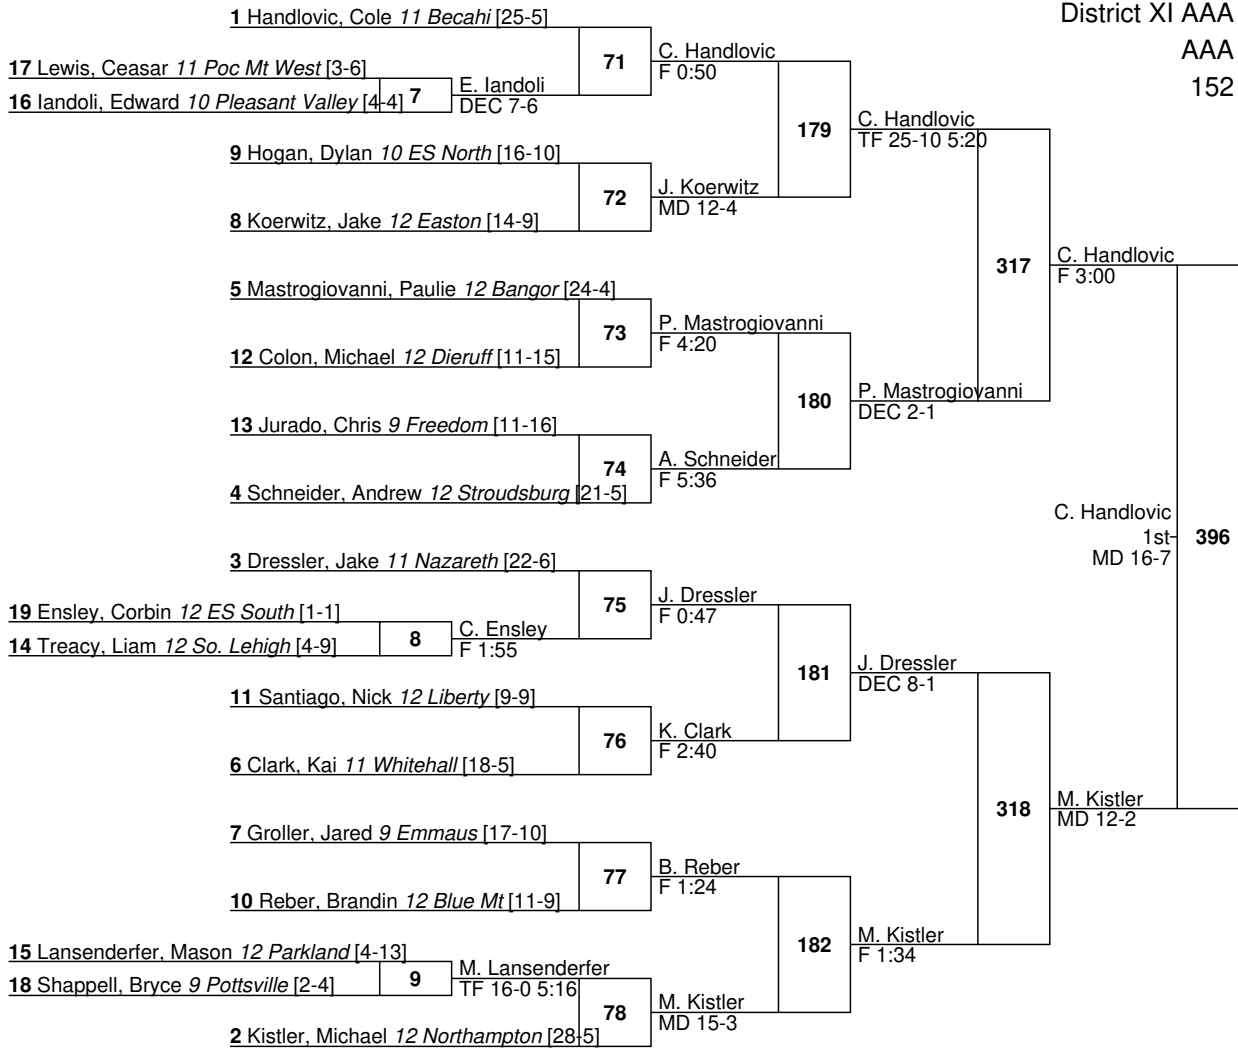 District XI AAA
AAA
152
1 Handlovic, Cole 11 Becahi [25-5]
71
C. Handlovic
F 0:50
17 Lewis, Ceasar 11 Poc Mt West [3-6]
7
E. Iandoli
DEC 7-6
16 Iandoli, Edward 10 Pleasant Valley [4-4]
179
C. Handlovic
TF 25-10 5:20
9 Hogan, Dylan 10 ES North [16-10]
72
J. Koerwitz
MD 12-4
8 Koerwitz, Jake 12 Easton [14-9]
317
C. Handlovic
F 3:00
5 Mastrogiovanni, Paulie 12 Bangor [24-4]
73
P. Mastrogiovanni
F 4:20
12 Colon, Michael 12 Dieruff [11-15]
180
P. Mastrogiovanni
DEC 2-1
13 Jurado, Chris 9 Freedom [11-16]
74
A. Schneider
F 5:36
4 Schneider, Andrew 12 Stroudsburg [21-5]
C. Handlovic
1st
MD 16-7
396
3 Dressler, Jake 11 Nazareth [22-6]
75
J. Dressler
F 0:47
19 Ensley, Corbin 12 ES South [1-1]
8
C. Ensley
F 1:55
14 Treacy, Liam 12 So. Lehigh [4-9]
181
J. Dressler
DEC 8-1
11 Santiago, Nick 12 Liberty [9-9]
76
K. Clark
F 2:40
6 Clark, Kai 11 Whitehall [18-5]
318
M. Kistler
MD 12-2
7 Groller, Jared 9 Emmaus [17-10]
77
B. Reber
F 1:24
10 Reber, Brandin 12 Blue Mt [11-9]
182
M. Kistler
F 1:34
15 Lansenderfer, Mason 12 Parkland [4-13]
9
M. Lansenderfer
TF 16-0 5:16
18 Shappell, Bryce 9 Pottsville [2-4]
78
M. Kistler
MD 15-3
2 Kistler, Michael 12 Northampton [28-5]